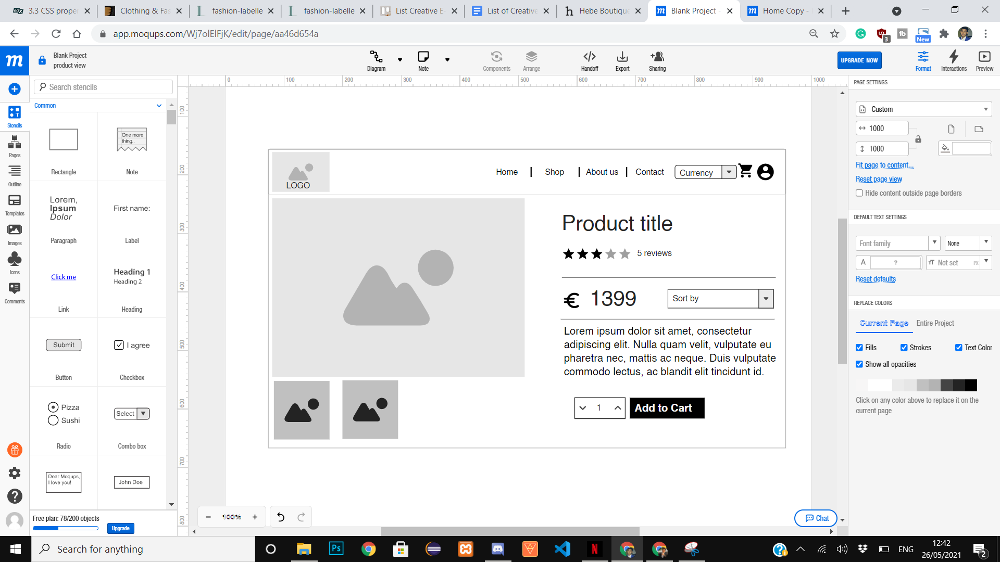 3.3 CSS proper
Clothing & Fas
fashion-labelle
fashion-labelle
List Creative E-
List of Creative
Hebe Boutique
Blank Project -
Home Copy -
app.moqups.com/Wj7olElFjK/edit/page/aa46d654a
3
New
Blank Project
product view
Diagram
Note
Components
Arrange
Handoff
Export
Sharing
UPGRADE NOW
Format
Interactions
Preview
Search stencils
Common
Stencils
Pages
Outline
Templates
Images
Icons
Comments
One more
thing..
Rectangle
Note
Lorem,
Ipsum
Dolor
First name:
Paragraph
Label
Click me
Heading 1
Heading 2
Link
Heading
Submit
I agree
Button
Checkbox
Pizza
Sushi
Select
Radio
Combo box
Dear Moqups,
I love you!
John Doe
Free plan: 78/200 objects
Upgrade
0 100 200 300 400 500 600 700 800 900 1000
100
200
300
400
500
600
700
800
LOGO
Home
Shop
About us
Contact
Currency
Product title
5 reviews
€ 1399
Sort by
Lorem ipsum dolor sit amet, consectetur
adipiscing elit. Nulla quam velit, vulputate eu
pharetra nec, mattis ac neque. Duis vulputate
commodo lectus, ac blandit elit tincidunt id.
1
Add to Cart
100%
Chat
PAGE SETTINGS
Custom
1000
1000
Fit page to content...
Reset page view
Hide content outside page borders
DEFAULT TEXT SETTINGS
Font family
None
A ?
Not set PX
Reset defaults
REPLACE COLORS
Current Page
Entire Project
Fills
Strokes
Text Color
Show all opacities
Click on any color above to replace it on the
current page
Search for anything
ENG
12:42
26/05/2021
2